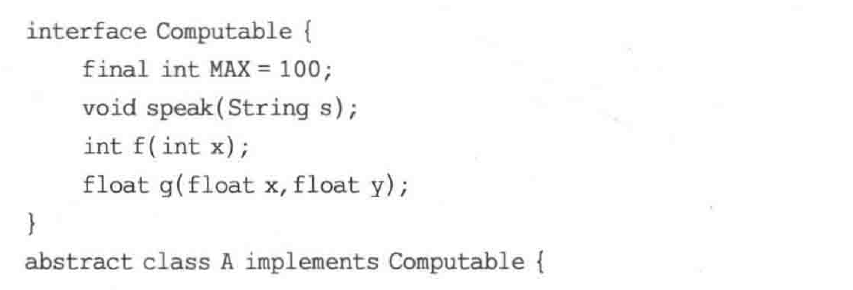 interface Computable {
final int MAX = 100;
void speak(String s);
int f(int x);
float g(float x,float y);
}
abstract class A implements Computable {